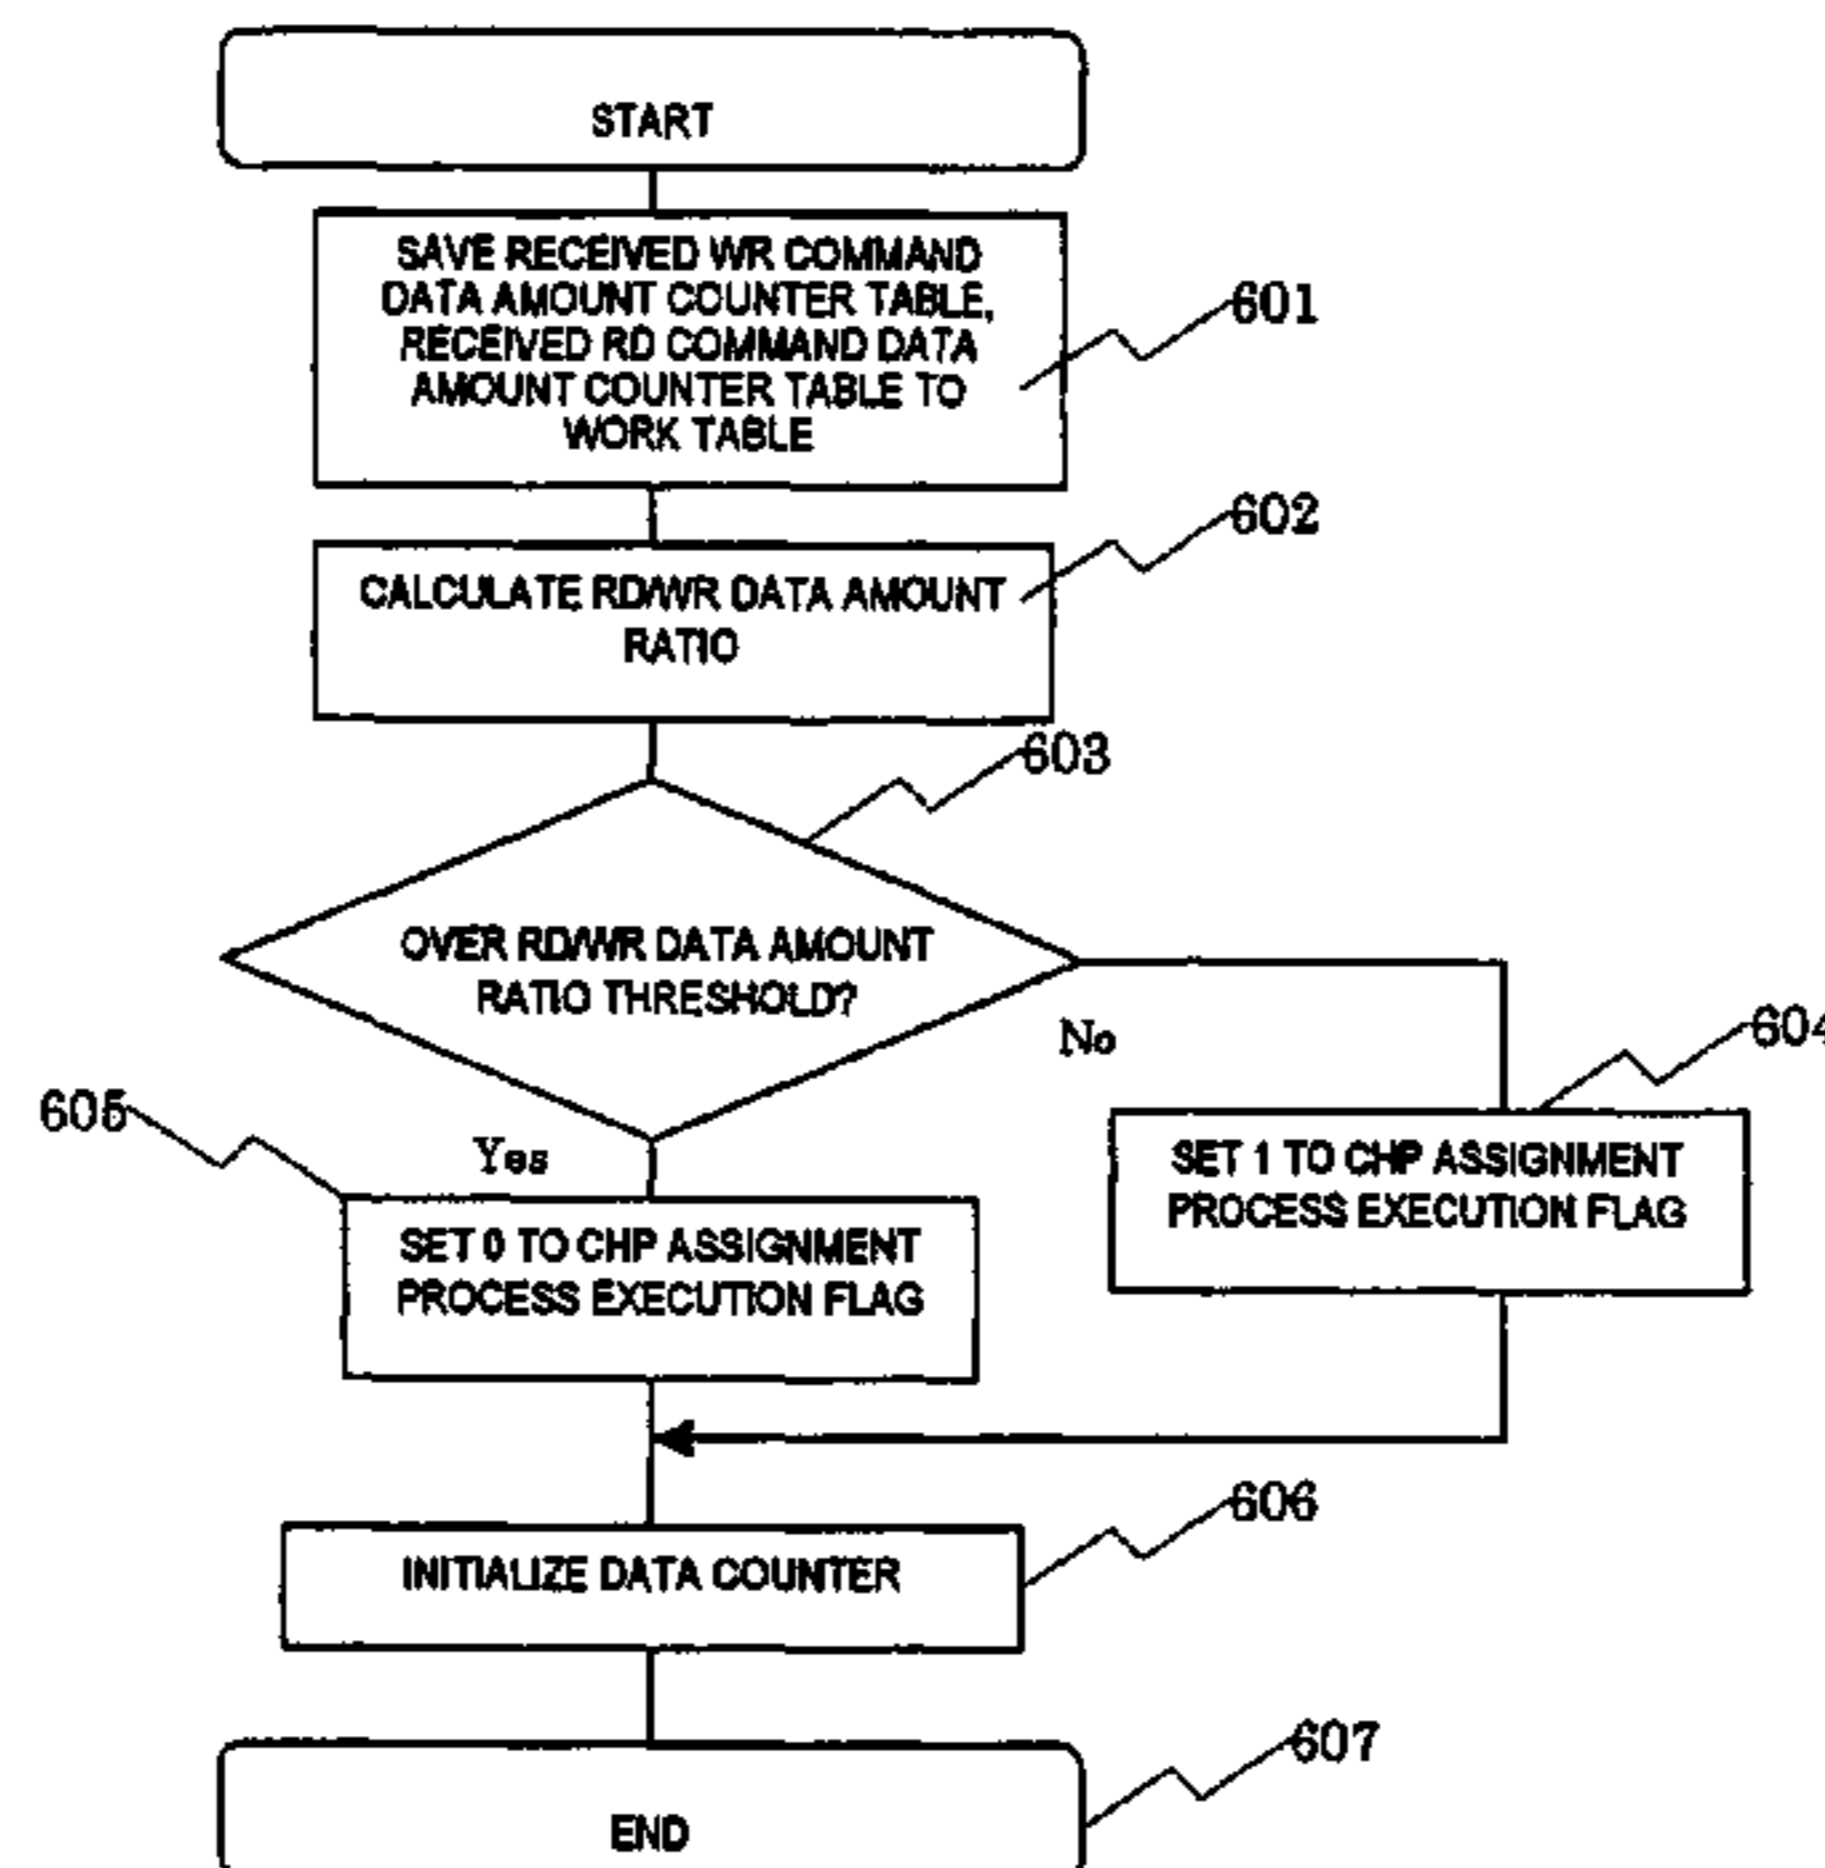 START
SAVE RECEIVED WR COMMAND
DATA AMOUNT COUNTER TABLE,
RECEIVED RD COMMAND DATA
AMOUNT COUNTER TABLE TO
WORK TABLE
601
602
CALCULATE RD/WR DATA AMOUNT
RATIO
603
OVER RD/WR DATA AMOUNT
RATIO THRESHOLD?
No
604
605
Yes
SET 1 TO CHP ASSIGNMENT
PROCESS EXECUTION FLAG
SET 0 TO CHP ASSIGNMENT
PROCESS EXECUTION FLAG
606
INITIALIZE DATA COUNTER
607
END